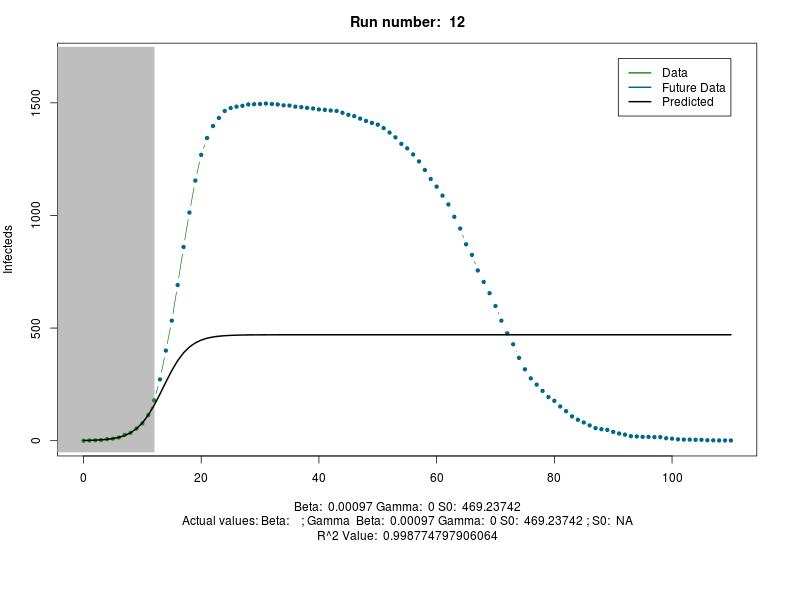 Run number: 12
Data
Future Data
Predicted
Infecteds
1500
1000
500
0
0 20 40 60 80 100
Beta: 0.00097 Gamma: 0 S0: 469.23742
Actual values: Beta: ; Gamma Beta: 0.00097 Gamma: 0 S0: 469.23742 ; S0: NA
R^2 Value: 0.998774797906064